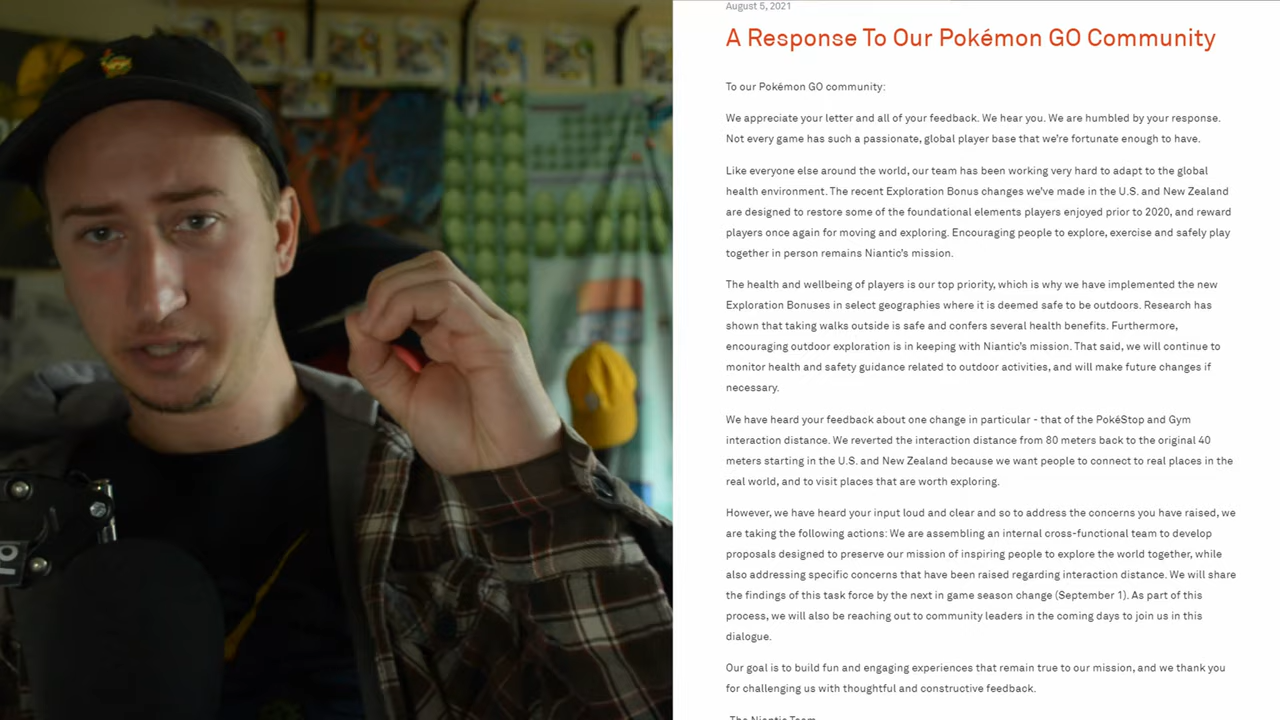 August 5, 2021
A Response To Our Pokémon GO Community
To our Pokémon GO community:
We appreciate your letter and all of your feedback. We hear you. We are humbled by your response.
Not every game has such a passionate, global player base that we're fortunate enough to have.
Like everyone else around the world, our team has been working very hard to adapt to the global
health environment. The recent Exploration Bonus changes we've made in the U.S. and New Zealand
are designed to restore some of the foundational elements players enjoyed prior to 2020, and reward
players once again for moving and exploring. Encouraging people to explore, exercise and safely play
together in person remains Niantic's mission.
The health and wellbeing of players is our top priority, which is why we have implemented the new
Exploration Bonuses in select geographies where it is deemed safe to be outdoors. Research has
shown that taking walks outside is safe and confers several health benefits. Furthermore,
encouraging outdoor exploration is in keeping with Niantic's mission. That said, we will continue to
monitor health and safety guidance related to outdoor activities, and will make future changes if
necessary.
We have heard your feedback about one change in particular - that of the PokéStop and Gym
interaction distance. We reverted the interaction distance from 80 meters back to the original 40
meters starting in the U.S. and New Zealand because we want people to connect to real places in the
real world, and to visit places that are worth exploring.
However, we have heard your input loud and clear and so to address the concerns you have raised, we
are taking the following actions: We are assembling an internal cross-functional team to develop
proposals designed to preserve our mission of inspiring people to explore the world together, while
also addressing specific concerns that have been raised regarding interaction distance. We will share
the findings of this task force by the next in game season change (September 1). As part of this
process, we will also be reaching out to community leaders in the coming days to join us in this
dialogue.
Our goal is to build fun and engaging experiences that remain true to our mission, and we thank you
for challenging us with thoughtful and constructive feedback.
-The Niantic Team